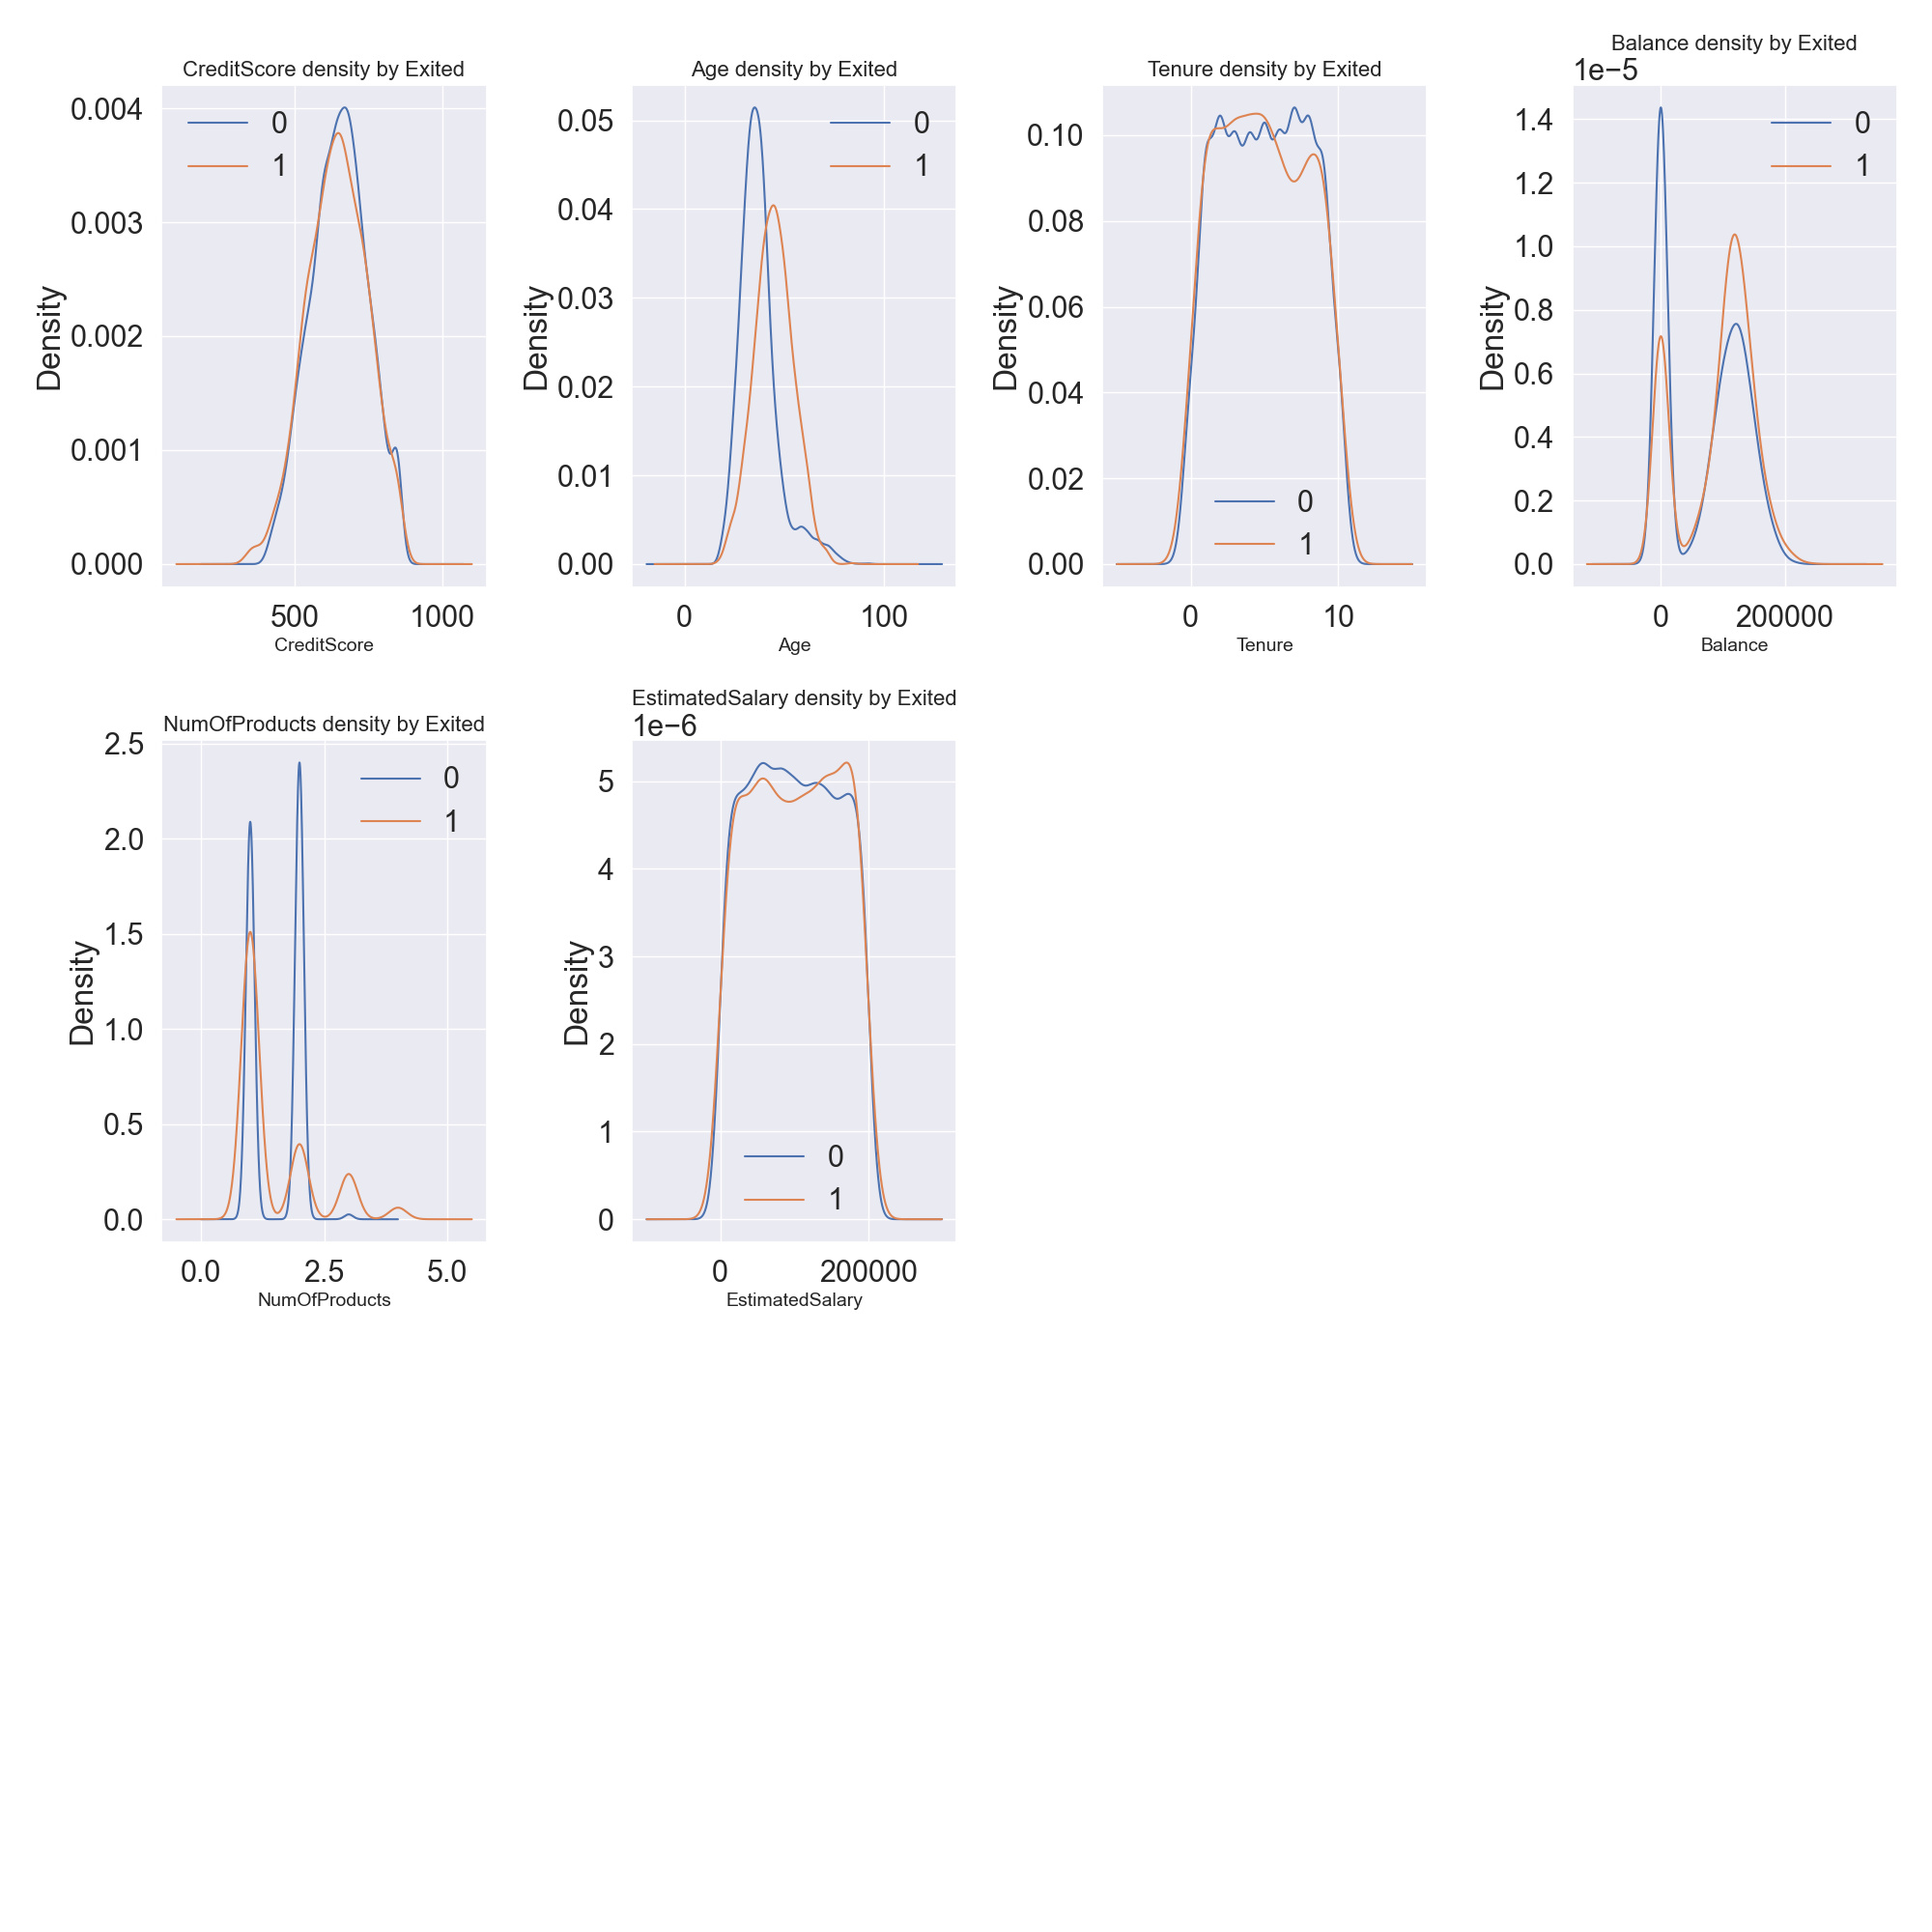 CreditScore density by Exited
0.004
0.003
0.002
0.001
0.000
Density
0
1
500 1000
CreditScore
Age density by Exited
0.05
0.04
0.03
0.02
0.01
0.00
Density
0
1
0 100
Age
Tenure density by Exited
0.10
0.08
0.06
0.04
0.02
0.00
Density
0
1
0 10
Tenure
Balance density by Exited
1e−5
1.4
1.2
1.0
0.8
0.6
0.4
0.2
0.0
Density
0
1
0 200000
Balance
NumOfProducts density by Exited
2.5
2.0
1.5
1.0
0.5
0.0
Density
0
1
0.0 2.5 5.0
NumOfProducts
EstimatedSalary density by Exited
1e−6
5
4
3
2
1
0
Density
0
1
0 200000
EstimatedSalary